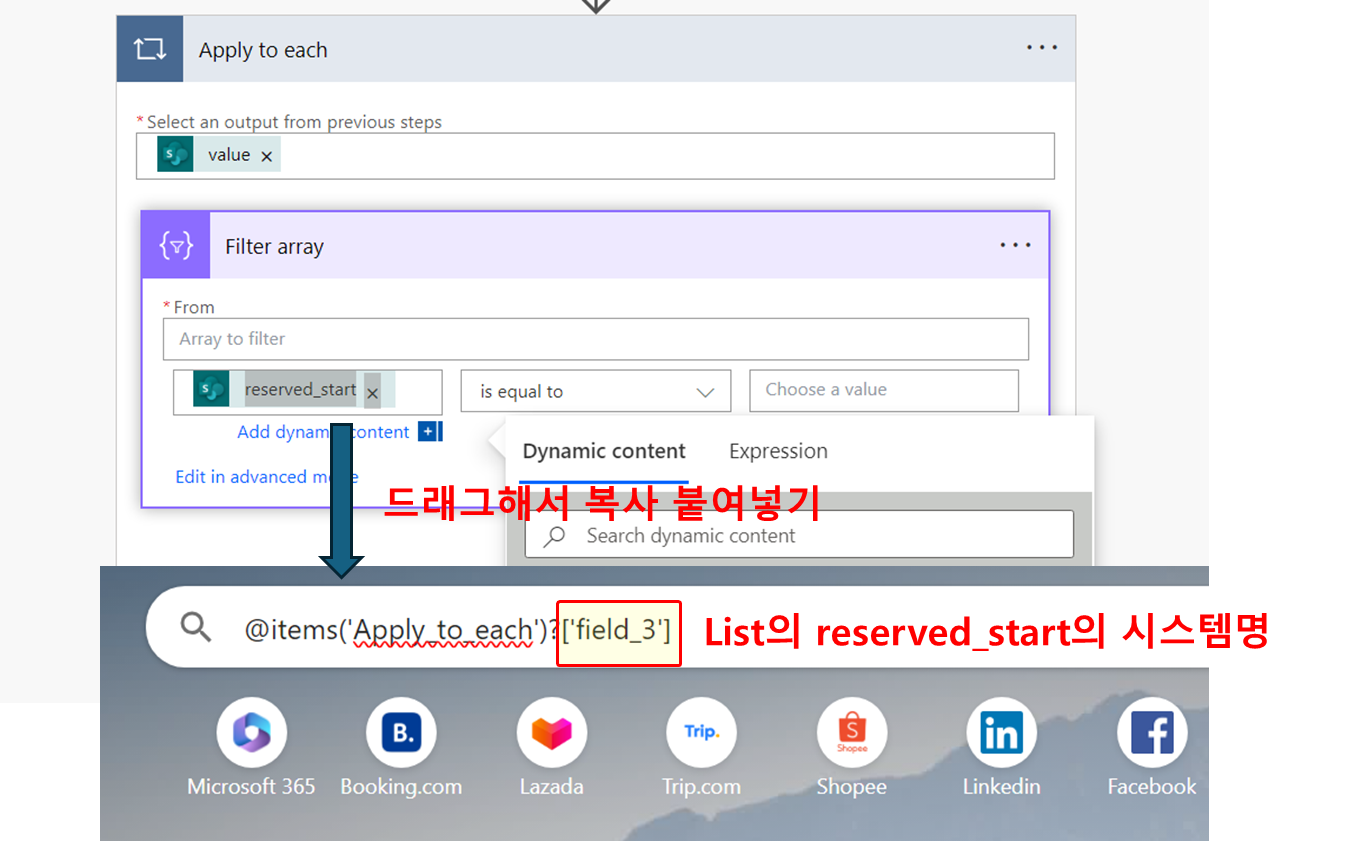 Apply to each
* Select an output from previous steps
value ×
Filter array
* From
Array to filter
reserved_start ×
is equal to
Choose a value
Add dynamic content
Edit in advanced mode
Dynamic content
Expression
드래그해서 복사 붙여넣기
Search dynamic content
@items('Apply_to_each')?['field_3']
List의 reserved_start의 시스템명
B.
Trip.
S
Shopee
in
f
Microsoft 365
Booking.com
Lazada
Trip.com
Shopee
Linkedin
Facebook